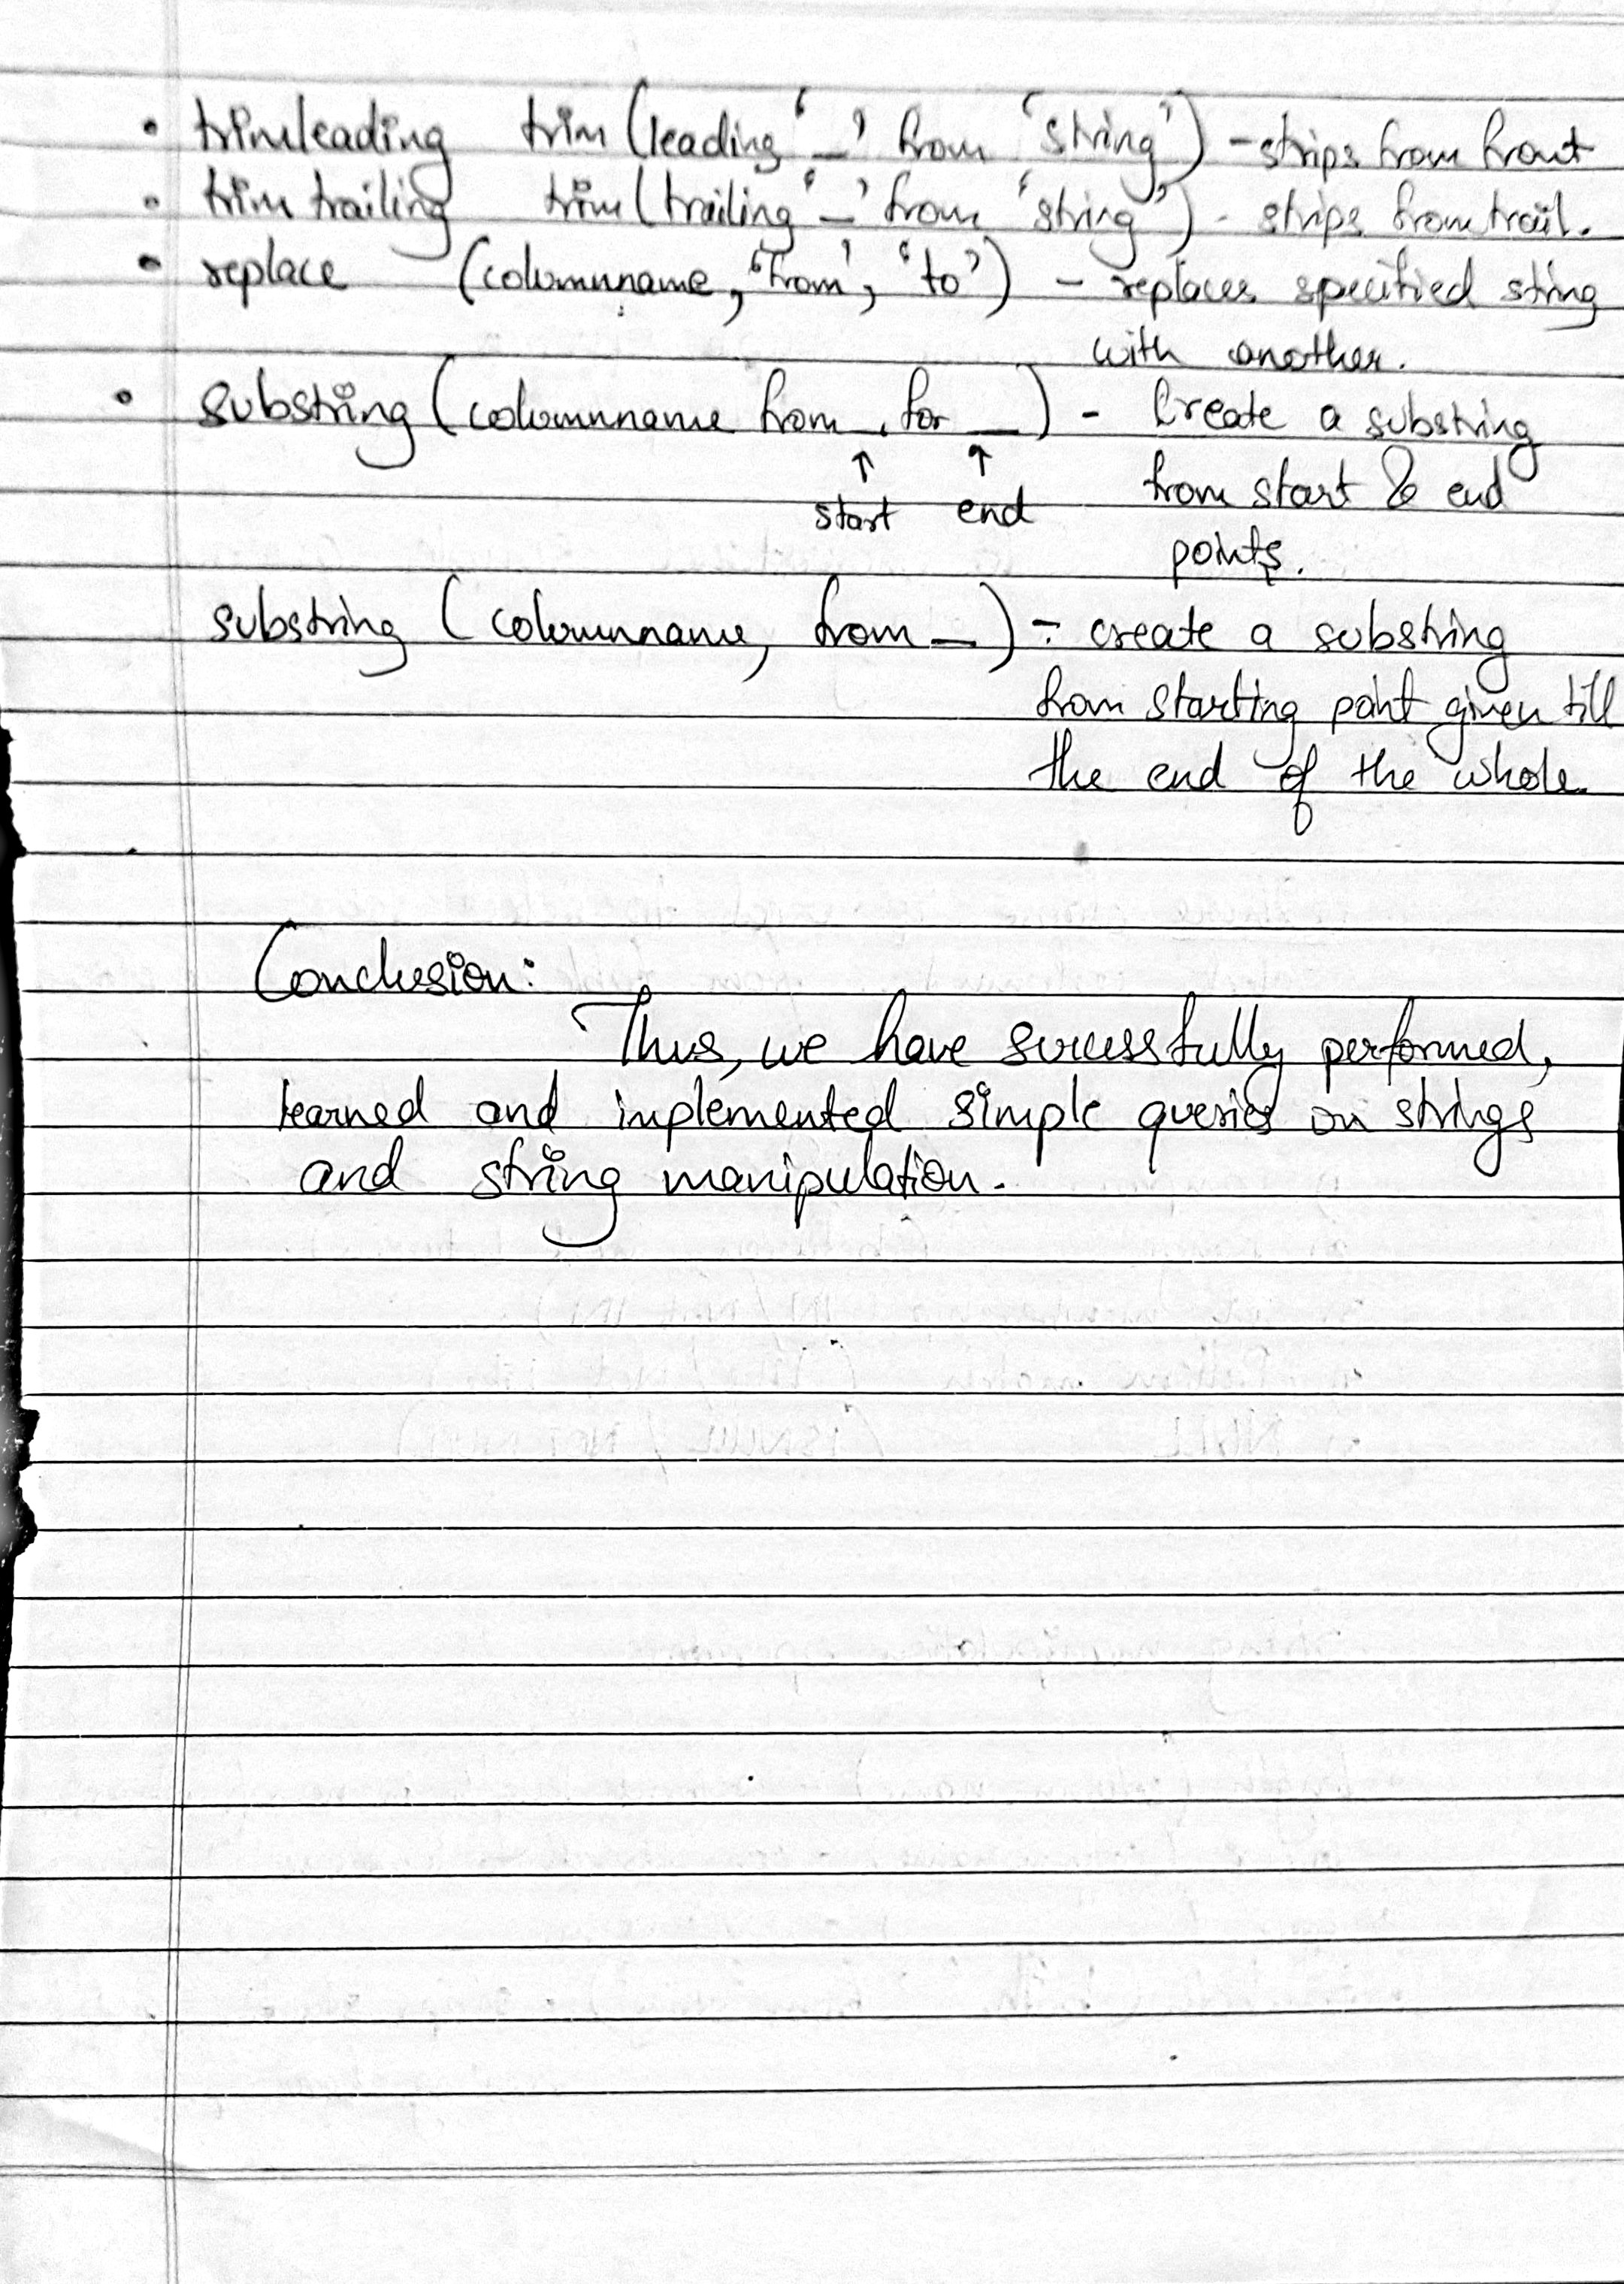 • trimleading trim (leading '_' from 'string') - strips from front
• trim trailing trim (trailing '_' from 'string') - strips from trail.
• replace (columnname, 'from', 'to') - replaces specified string
with another.
• substring (columnname from _, for _) - Create a substring
↑ ↑ from start & end
start end
points.
substring (columnname, from _) - create a substring
from starting point given till
the end of the whole.
Conclusion:
Thus, we have successfully performed,
learned and implemented simple queries on strings
and string manipulation.